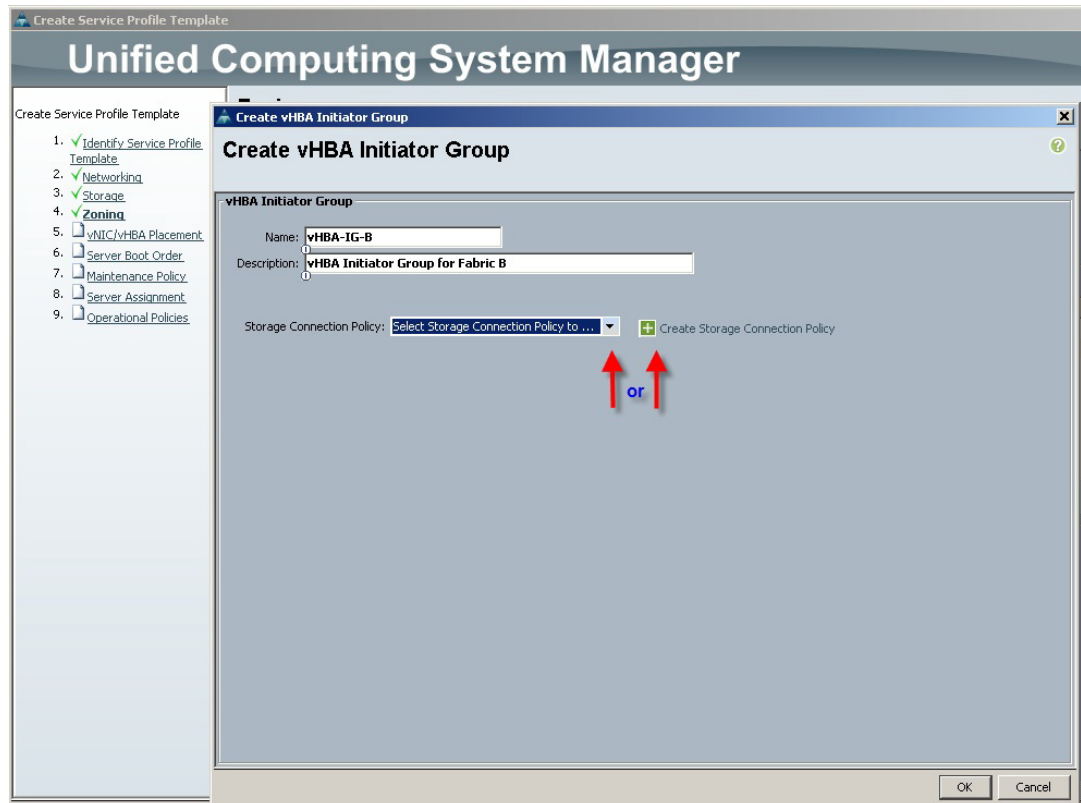 Create Service Profile Template
Unified Computing System Manager
Create Service Profile Template
1. Identify Service Profile
Template
2. Networking
3. Storage
4. Zoning
5. vNIC/vHBA Placement
6. Server Boot Order
7. Maintenance Policy
8. Server Assignment
9. Operational Policies
Create vHBA Initiator Group
Create vHBA Initiator Group
vHBA Initiator Group
Name: vHBA-IG-B
Description: vHBA Initiator Group for Fabric B
Storage Connection Policy: Select Storage Connection Policy to ... Create Storage Connection Policy
or
OK Cancel